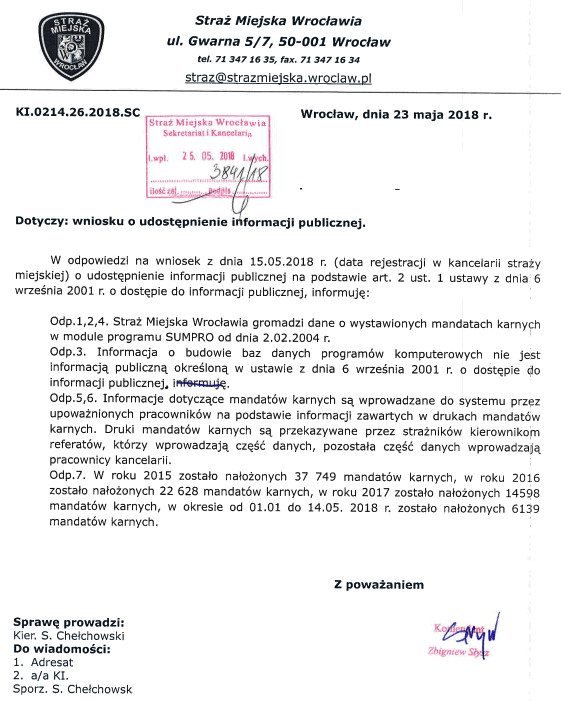 STRAŻ
MIEJSKA
WROCŁAW
Straż Miejska Wrocławia
ul. Gwarna 5/7, 50-001 Wrocław
tel. 71 347 16 35, fax. 71 347 16 34
straz@strazmiejska.wroclaw.pl
KI.0214.26.2018.SC
Wrocław, dnia 23 maja 2018 r.
Straż Miejska Wrocławia
Sekretariat i Kancelaria
l.wpł. 25. 05. 2018 l.wych.
3841/18
ilość zał. podpis
Dotyczy: wniosku o udostępnienie informacji publicznej.
W odpowiedzi na wniosek z dnia 15.05.2018 r. (data rejestracji w kancelarii straży
miejskiej) o udostępnienie informacji publicznej na podstawie art. 2 ust. 1 ustawy z dnia 6
września 2001 r. o dostępie do informacji publicznej, informuję:
Odp.1,2,4. Straż Miejska Wrocławia gromadzi dane o wystawionych mandatach karnych
w module programu SUMPRO od dnia 2.02.2004 r.
Odp.3. Informacja o budowie baz danych programów komputerowych nie jest
informacją publiczną określoną w ustawie z dnia 6 września 2001 r. o dostępie do
informacji publicznej, informuję.
Odp.5,6. Informacje dotyczące mandatów karnych są wprowadzane do systemu przez
upoważnionych pracowników na podstawie informacji zawartych w drukach mandatów
karnych. Druki mandatów karnych są przekazywane przez strażników kierownikom
referatów, którzy wprowadzają część danych, pozostała część danych wprowadzają
pracownicy kancelarii.
Odp.7. W roku 2015 zostało nałożonych 37 749 mandatów karnych, w roku 2016
zostało nałożonych 22 628 mandatów karnych, w roku 2017 zostało nałożonych 14598
mandatów karnych, w okresie od 01.01 do 14.05. 2018 r. zostało nałożonych 6139
mandatów karnych.
Z poważaniem
Komendant
Zbigniew Słysz
Sprawę prowadzi:
Kier. S. Chełchowski
Do wiadomości:
1. Adresat
2. a/a KI.
Sporz. S. Chełchowsk